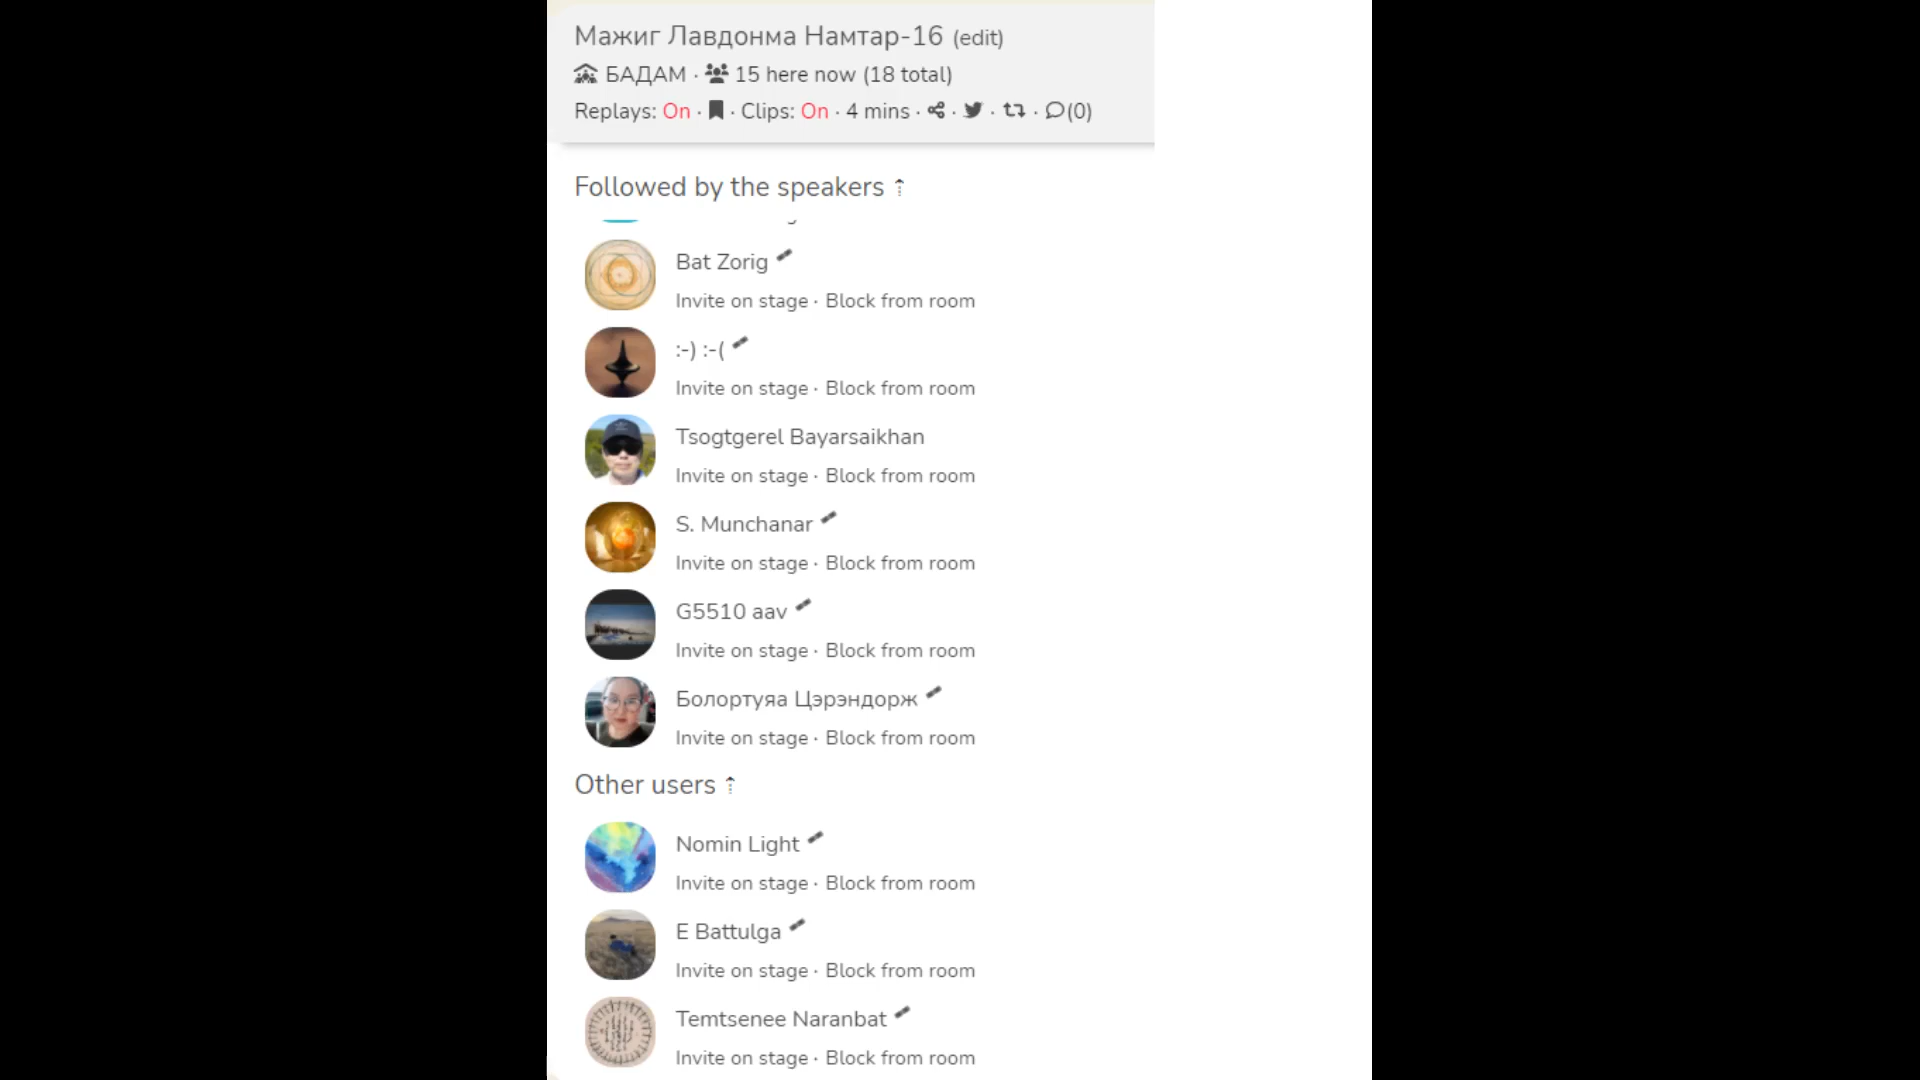 Мажиг Лавдонма Намтар-16 (edit)
БАДАМ · 15 here now (18 total)
Replays: On · · Clips: On · 4 mins · · · · (0)
Followed by the speakers ⇡
Bat Zorig
Invite on stage · Block from room
:-) :-(
Invite on stage · Block from room
Tsogtgerel Bayarsaikhan
Invite on stage · Block from room
S. Munchanar
Invite on stage · Block from room
G5510 aav
Invite on stage · Block from room
Болортуяа Цэрэндорж
Invite on stage · Block from room
Other users ⇡
Nomin Light
Invite on stage · Block from room
E Battulga
Invite on stage · Block from room
Temtsenee Naranbat
Invite on stage · Block from room